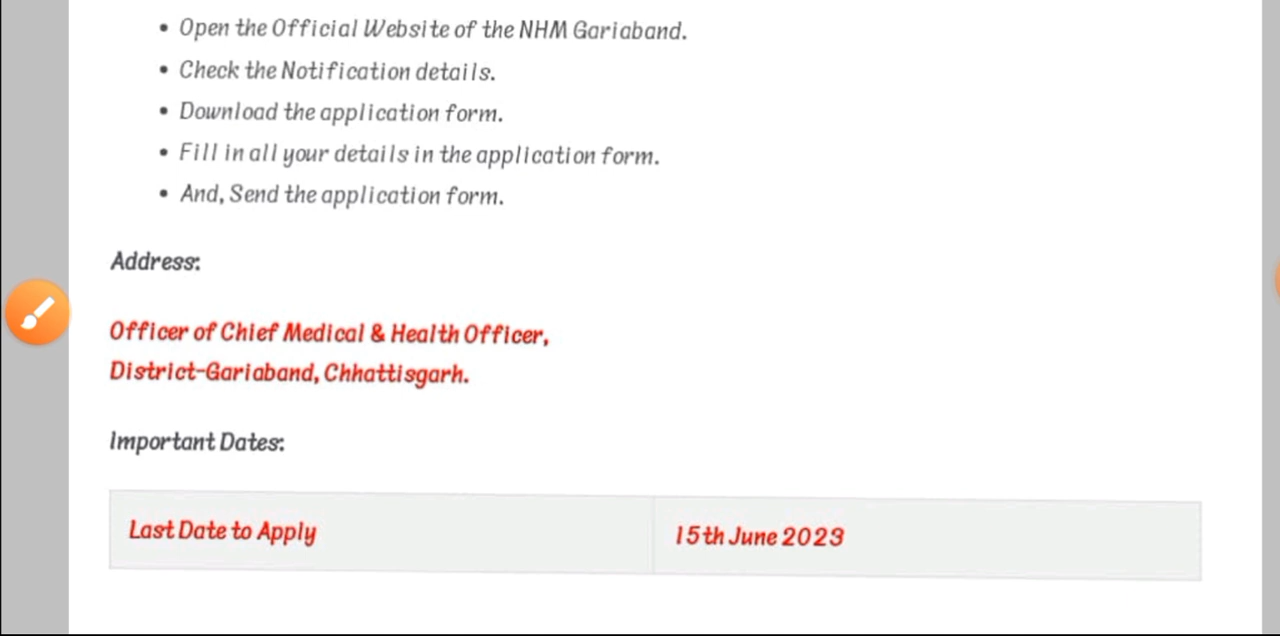 • Open the Official Website of the NHM Gariaband.
• Check the Notification details.
• Download the application form.
• Fill in all your details in the application form.
• And, Send the application form.
Address:
Officer of Chief Medical & Health Officer,
District-Gariaband, Chhattisgarh.
Important Dates:
Last Date to Apply 15th June 2023